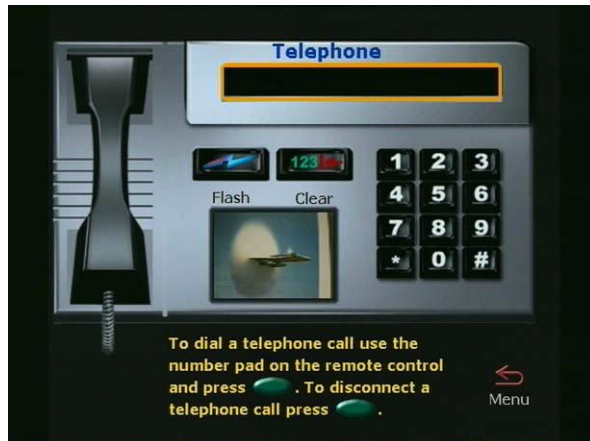 Telephone
123
Flash Clear
1 2 3
4 5 6
7 8 9
* 0 #
To dial a telephone call use the
number pad on the remote control
and press . To disconnect a
telephone call press .
Menu